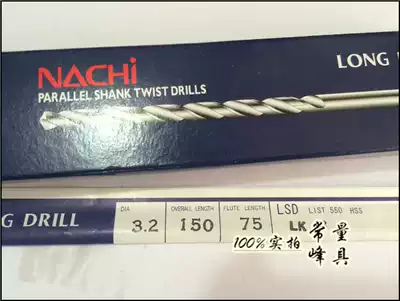 NACHi
PARALLEL SHANK TWIST DRILLS
LONG
G DRILL
DIA
3.2
OVERALL LENGTH
150
FLUTE LENGTH
75
LSD LIST 550 HSS
LK
100%实拍
常量
峰具